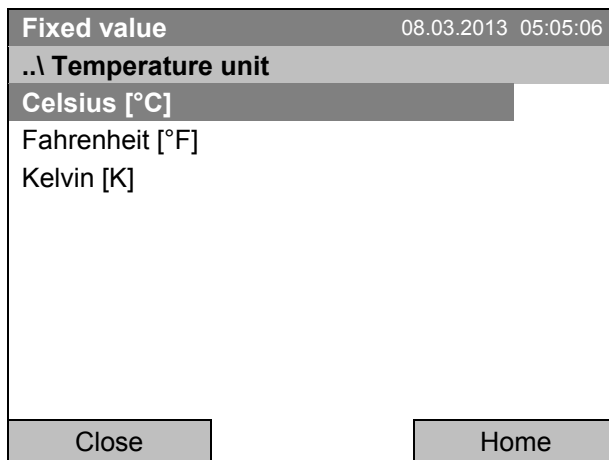 Fixed value 08.03.2013 05:05:06
..\ Temperature unit
Celsius [°C]
Fahrenheit [°F]
Kelvin [K]
Close Home